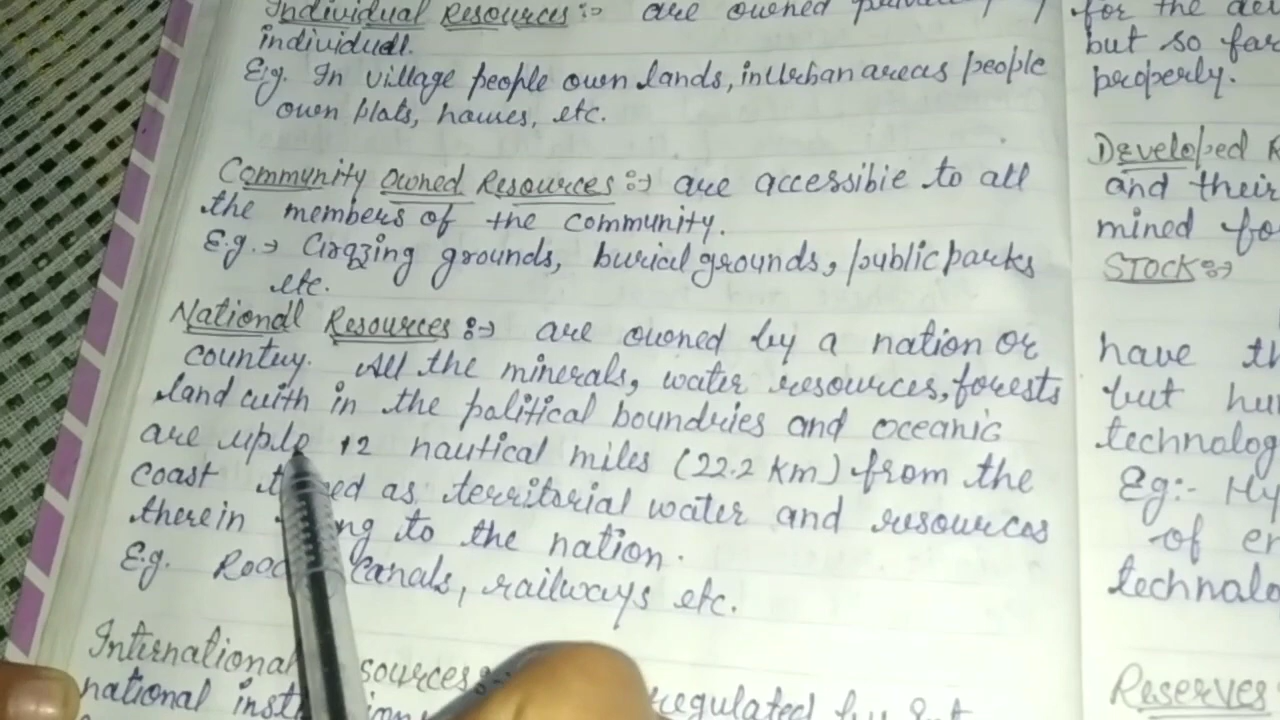 Individual Resources:→ are owned
individual.
E.g. In village people own lands, in Urban areas people
own plots, houses, etc.
Community Owned Resources:→ are accessible to all
the members of the community.
E.g.→ Grazing grounds, burial grounds, public parks
etc.
National Resources:→ are owned by a nation or
country. All the minerals, water resources, forests
land with in the political boundries and oceanic
are upto 12 nautical miles (22.2 Km) from the
coast as territorial water and resources
therein to the nation.
E.g. Canals, railways etc.
International
national regulated by
for the
but so far
properly.
Developed
and their
mined
STOCK:→
have
but
technolog
Eg:-
of
technolo
Reserves